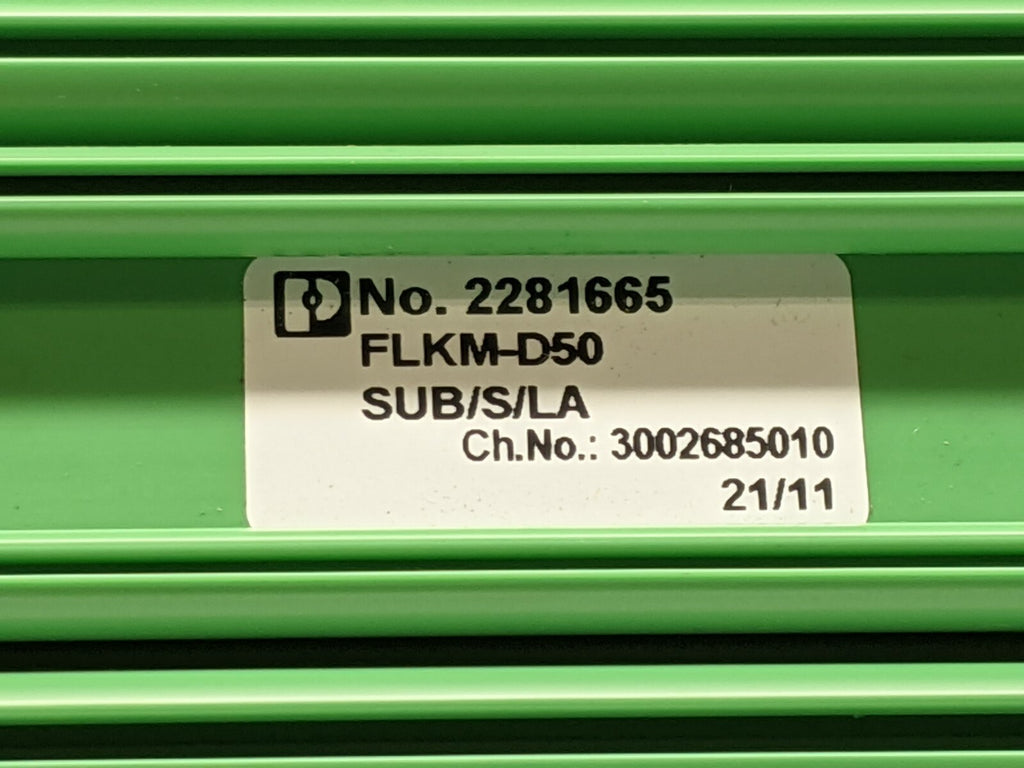 No. 2281665
FLKM-D50
SUB/S/LA
Ch.No.: 3002685010
21/11